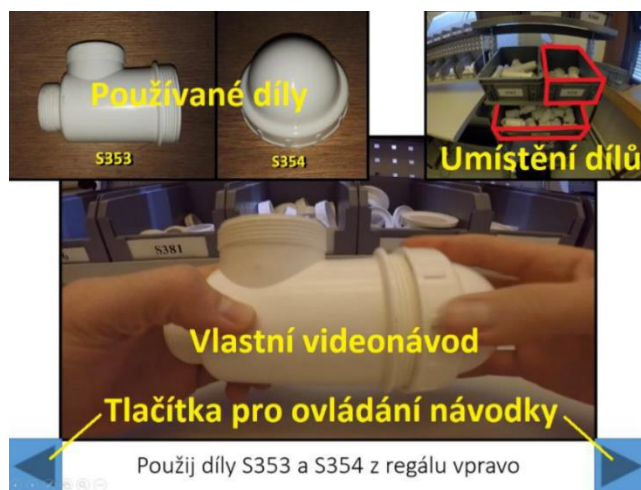 Používané díly
S353
S354
Umístění dílů
S381
Vlastní videonávod
Tlačítka pro ovládání návodky
Použij díly S353 a S354 z regálu vpravo